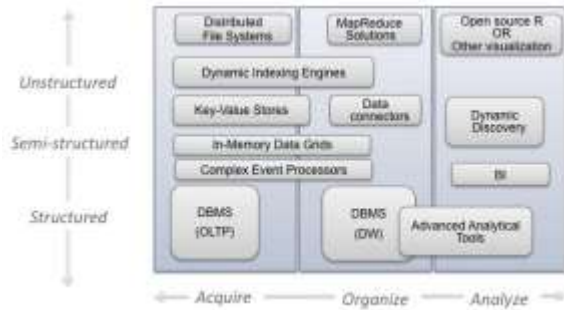 Distributed
File Systems
MapReduce
Solutions
Open source R
OR
Other visualization
Dynamic Indexing Engines
Unstructured
Key-Value Stores
Data
connectors
Dynamic
Discovery
Semi-structured
In-Memory Data Grids
Complex Event Processors
BI
Structured
DBMS
(OLTP)
DBMS
(DW)
Advanced Analytical
Tools
Acquire
Organize
Analyze